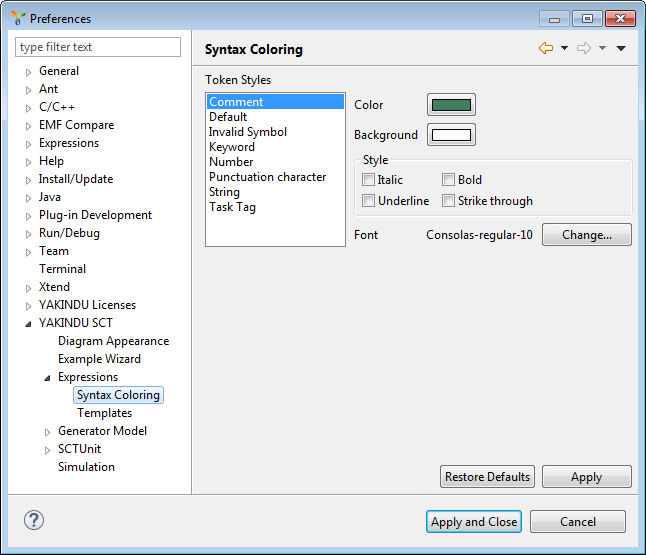 Preferences
type filter text
General
Ant
C/C++
EMF Compare
Expressions
Help
Install/Update
Java
Plug-in Development
Run/Debug
Team
Terminal
Xtend
YAKINDU Licenses
YAKINDU SCT
Diagram Appearance
Example Wizard
Expressions
Syntax Coloring
Templates
Generator Model
SCTUnit
Simulation
Syntax Coloring
Token Styles
Comment
Default
Invalid Symbol
Keyword
Number
Punctuation character
String
Task Tag
Color
Background
Style
Italic
Bold
Underline
Strike through
Font
Consolas-regular-10
Change...
Restore Defaults
Apply
?
Apply and Close
Cancel